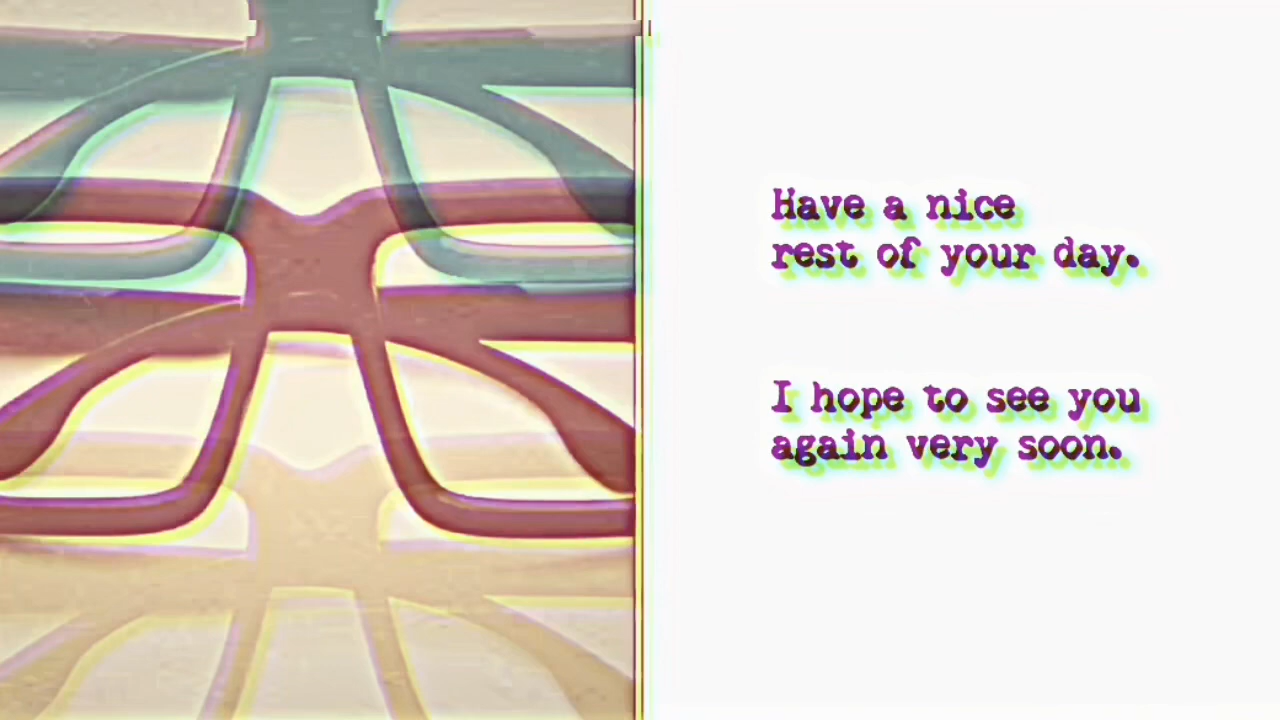 Have a nice
rest of your day.
I hope to see you
again very soon.